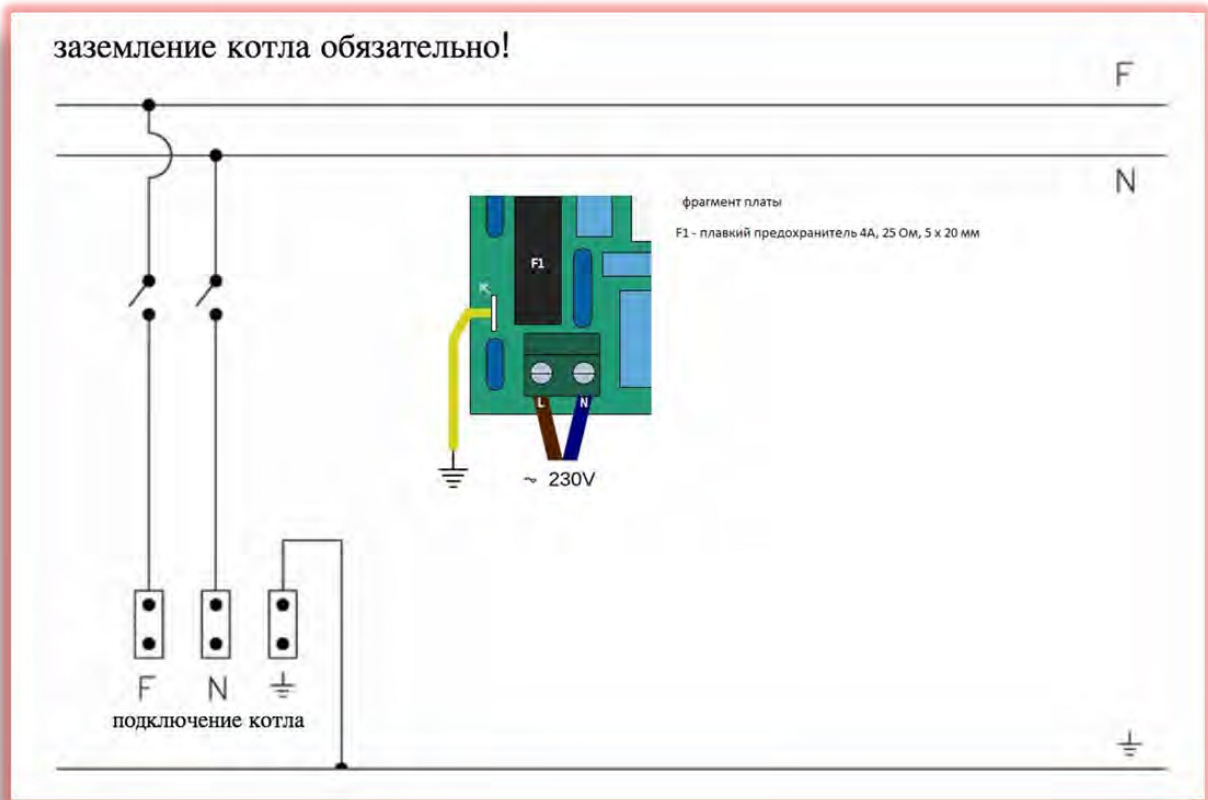 заземление котла обязательно!
F
N
фрагмент платы
F1 - плавкий предохранитель 4А, 25 Ом, 5 х 20 мм
F1
L N
~ 230V
F N
подключение котла